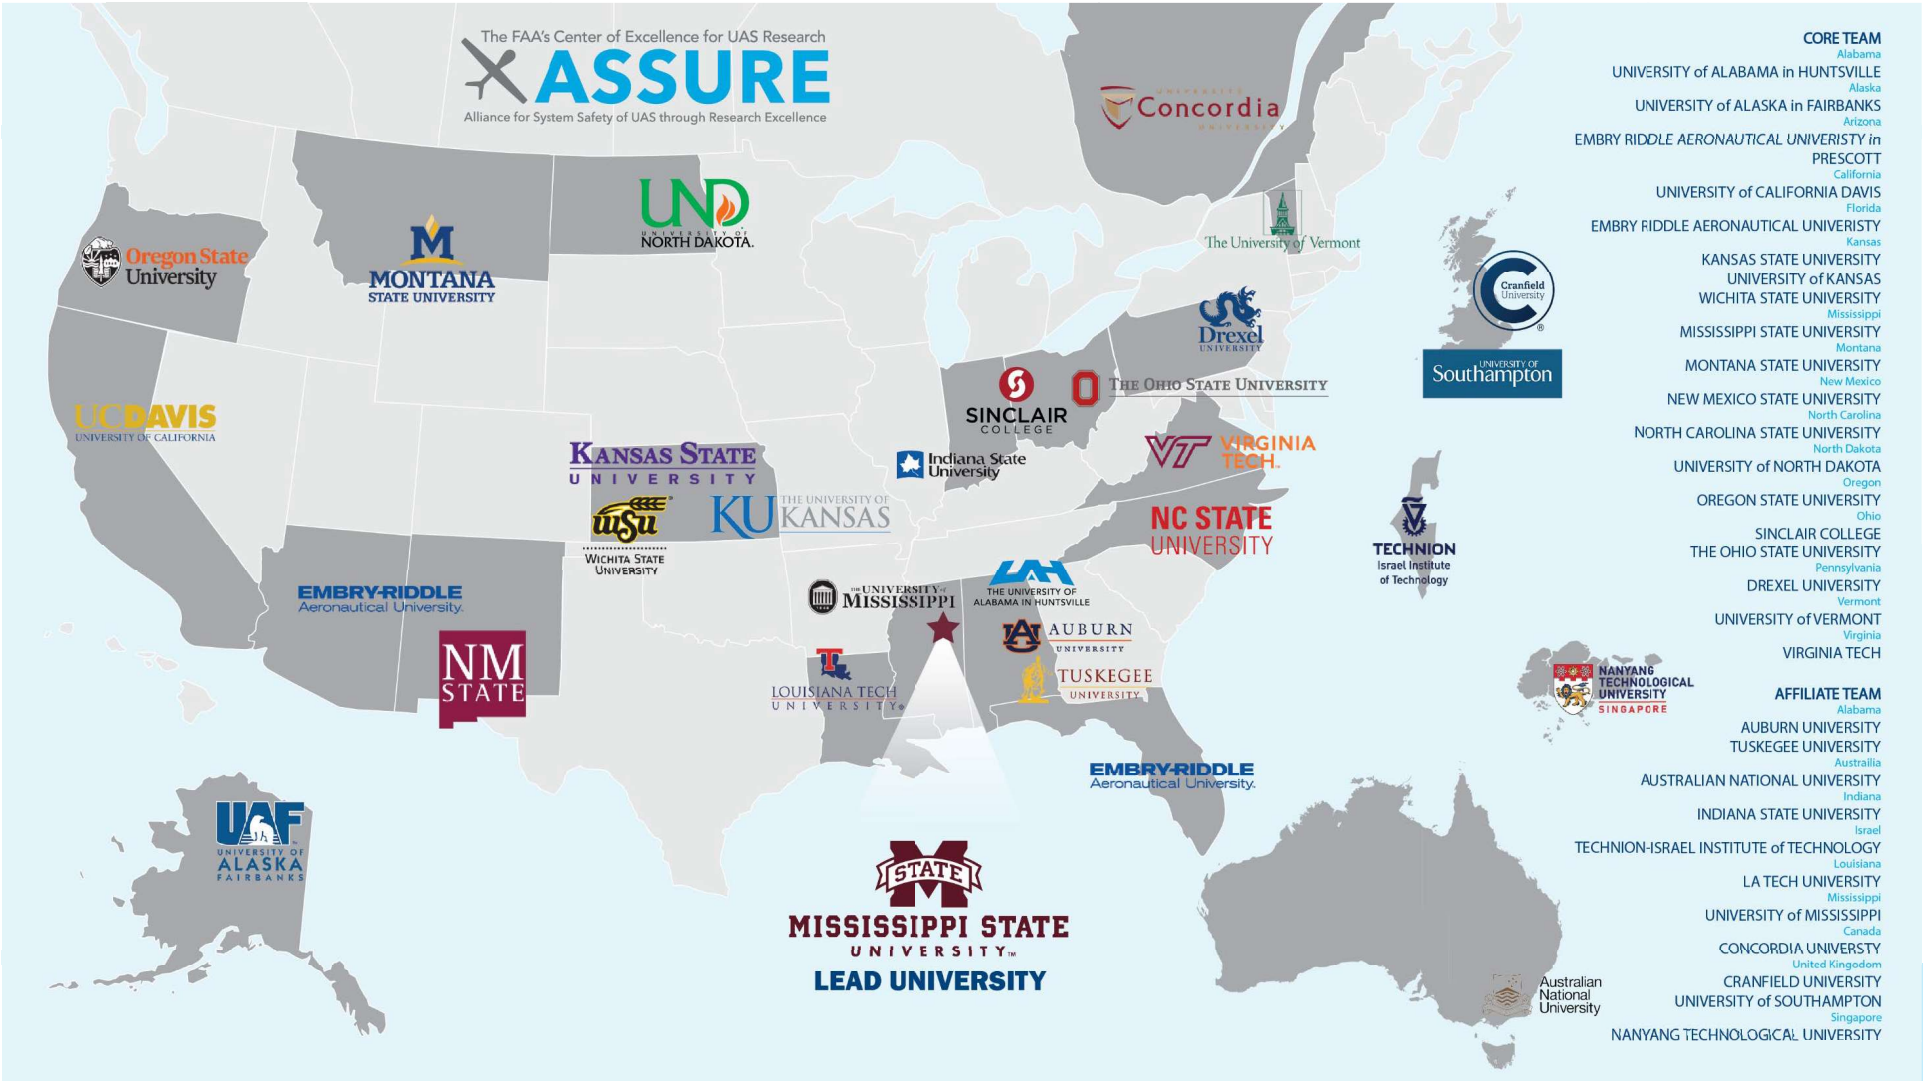 The FAA's Center of Excellence for UAS Research
ASSURE
Alliance for System Safety of UAS through Research Excellence
UNIVERSITÉ
Concordia
UNIVERSITY
UND
UNIVERSITY OF
NORTH DAKOTA.
Oregon State
University
M
MONTANA
STATE UNIVERSITY
The University of Vermont
Drexel
UNIVERSITY
C
Cranfield
University
®
UNIVERSITY OF
Southampton
UCDAVIS
UNIVERSITY OF CALIFORNIA
S
SINCLAIR
COLLEGE
O
THE OHIO STATE UNIVERSITY
Indiana State
University
VT VIRGINIA
TECH™
KANSAS STATE
UNIVERSITY
WSU
®
WICHITA STATE
UNIVERSITY
KU THE UNIVERSITY OF
KANSAS
NC STATE
UNIVERSITY
TECHNION
Israel Institute
of Technology
EMBRY-RIDDLE
Aeronautical University.
NM
STATE
THE UNIVERSITY of
MISSISSIPPI
UAH
THE UNIVERSITY OF
ALABAMA IN HUNTSVILLE
AU AUBURN
UNIVERSITY
TUSKEGEE
UNIVERSITY
T
LOUISIANA TECH
UNIVERSITY®
EMBRY-RIDDLE
Aeronautical University.
NANYANG
TECHNOLOGICAL
UNIVERSITY
SINGAPORE
UAF
UNIVERSITY OF
ALASKA
FAIRBANKS
M
STATE
MISSISSIPPI STATE
UNIVERSITY™
LEAD UNIVERSITY
Australian
National
University
CORE TEAM
Alabama
UNIVERSITY of ALABAMA in HUNTSVILLE
Alaska
UNIVERSITY of ALASKA in FAIRBANKS
Arizona
EMBRY RIDDLE AERONAUTICAL UNIVERISTY in
PRESCOTT
California
UNIVERSITY of CALIFORNIA DAVIS
Florida
EMBRY RIDDLE AERONAUTICAL UNIVERISTY
Kansas
KANSAS STATE UNIVERSITY
UNIVERSITY of KANSAS
WICHITA STATE UNIVERSITY
Mississippi
MISSISSIPPI STATE UNIVERSITY
Montana
MONTANA STATE UNIVERSITY
New Mexico
NEW MEXICO STATE UNIVERSITY
North Carolina
NORTH CAROLINA STATE UNIVERSITY
North Dakota
UNIVERSITY of NORTH DAKOTA
Oregon
OREGON STATE UNIVERSITY
Ohio
SINCLAIR COLLEGE
THE OHIO STATE UNIVERSITY
Pennsylvania
DREXEL UNIVERSITY
Vermont
UNIVERSITY of VERMONT
Virginia
VIRGINIA TECH
AFFILIATE TEAM
Alabama
AUBURN UNIVERSITY
TUSKEGEE UNIVERSITY
Austrailia
AUSTRALIAN NATIONAL UNIVERSITY
Indiana
INDIANA STATE UNIVERSITY
Israel
TECHNION-ISRAEL INSTITUTE of TECHNOLOGY
Louisiana
LA TECH UNIVERSITY
Mississippi
UNIVERSITY of MISSISSIPPI
Canada
CONCORDIA UNIVERSTY
United Kingdom
CRANFIELD UNIVERSITY
UNIVERSITY of SOUTHAMPTON
Singapore
NANYANG TECHNOLOGICAL UNIVERSITY